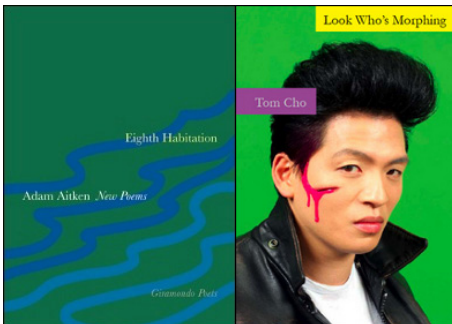 Eighth Habitation
Adam Aitken New Poems
Giramondo Poets
Look Who's Morphing
Tom Cho